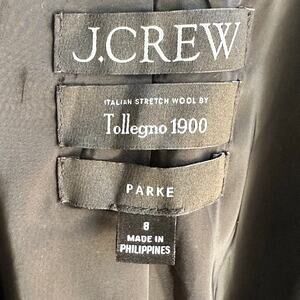 J.CREW
ITALIAN STRETCH WOOL BY
Tollegno 1900
PARKE
8
MADE IN
PHILIPPINES